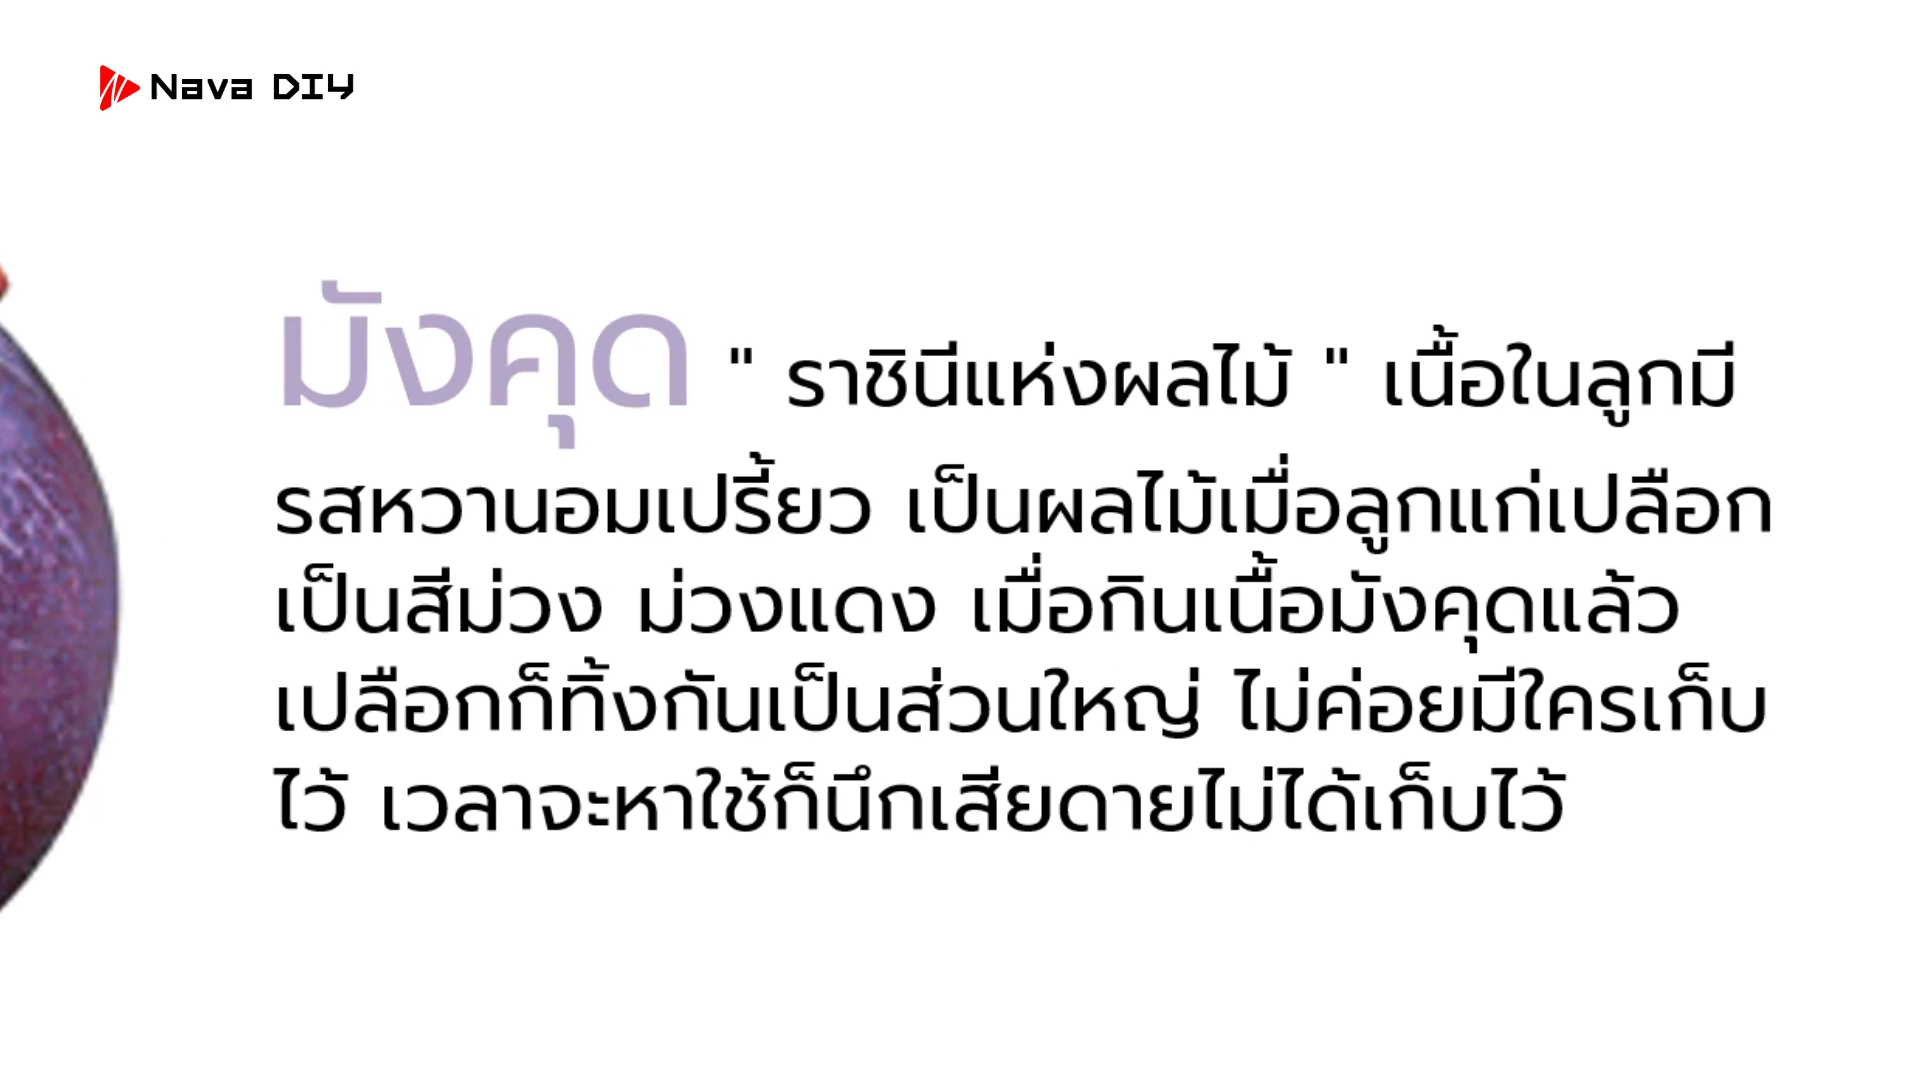 Nava DIY
มังคุด " ราชินีแห่งผลไม้ " เนื้อในลูกมี
รสหวานอมเปรี้ยว เป็นผลไม้เมื่อลูกแก่เปลือก
เป็นสีม่วง ม่วงแดง เมื่อกินเนื้อมังคุดแล้ว
เปลือกก็ทิ้งกันเป็นส่วนใหญ่ ไม่ค่อยมีใครเก็บ
ไว้ เวลาจะหาใช้ก็นึกเสียดายไม่ได้เก็บไว้